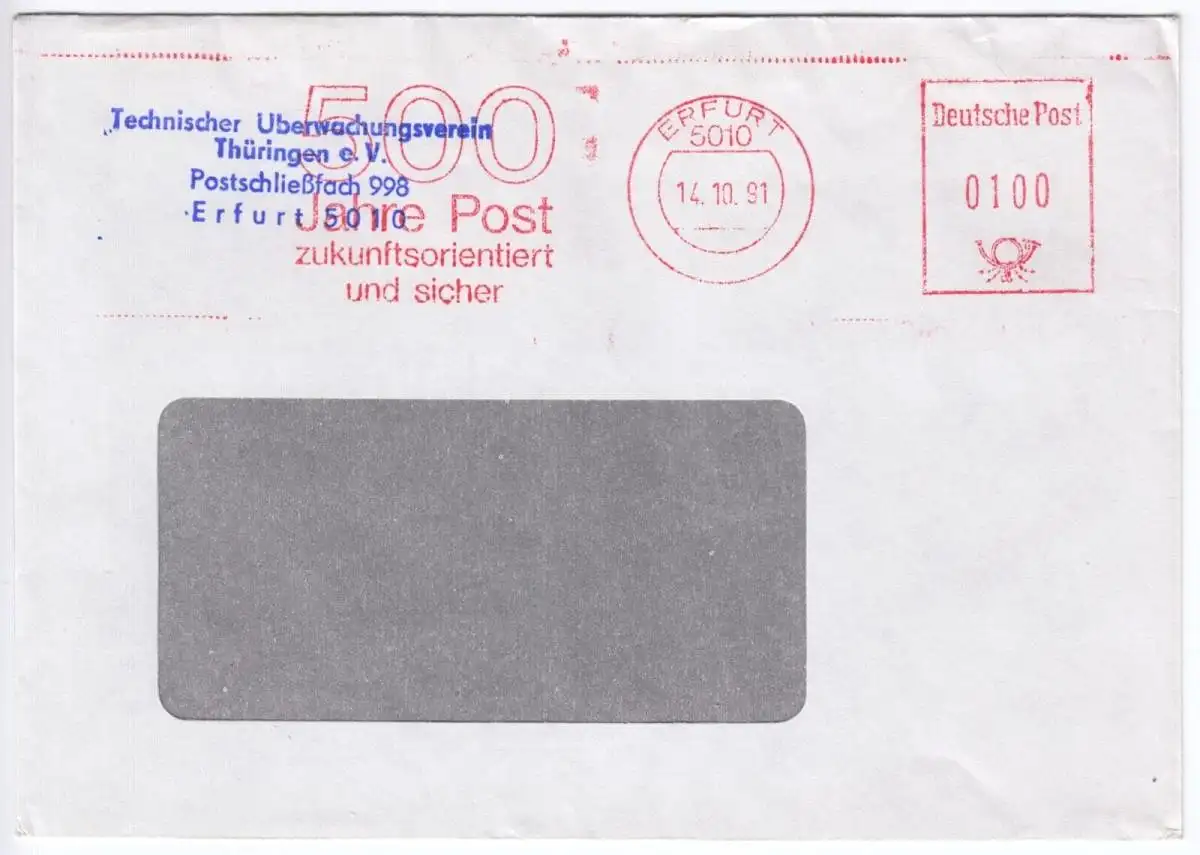 500
Jahre Post
zukunftsorientiert
und sicher
Technischer Uberwachungsverein
Thüringen e. V.
Postschließfach 998
Erfurt 5010
ERFURT
5010
14.10.91
Deutsche Post
0100